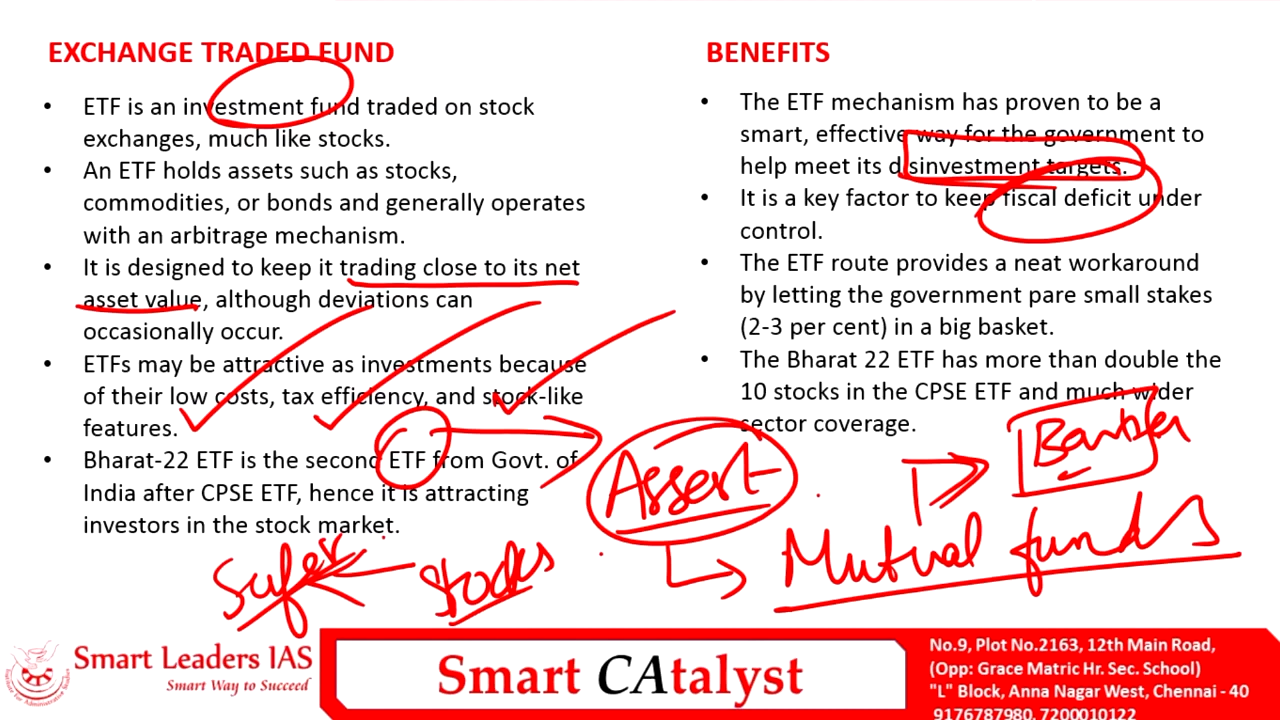 EXCHANGE TRADED FUND
• ETF is an investment fund traded on stock
exchanges, much like stocks.
• An ETF holds assets such as stocks,
commodities, or bonds and generally operates
with an arbitrage mechanism.
• It is designed to keep it trading close to its net
asset value, although deviations can
occasionally occur.
• ETFs may be attractive as investments because
of their low costs, tax efficiency, and stock-like
features.
• Bharat-22 ETF is the second ETF from Govt. of
India after CPSE ETF, hence it is attracting
investors in the stock market.
BENEFITS
• The ETF mechanism has proven to be a
smart, effective way for the government to
help meet its disinvestment targets.
• It is a key factor to keep fiscal deficit under
control.
• The ETF route provides a neat workaround
by letting the government pare small stakes
(2-3 per cent) in a big basket.
• The Bharat 22 ETF has more than double the
10 stocks in the CPSE ETF and much wider
sector coverage.
Assert
Mutual funds
Safer
Stocks
Smart Leaders IAS
Smart Way to Succeed
Smart CAtalyst
No.9, Plot No.2163, 12th Main Road,
(Opp: Grace Matric Hr. Sec. School)
"L" Block, Anna Nagar West, Chennai - 40
9176787980, 7200010122